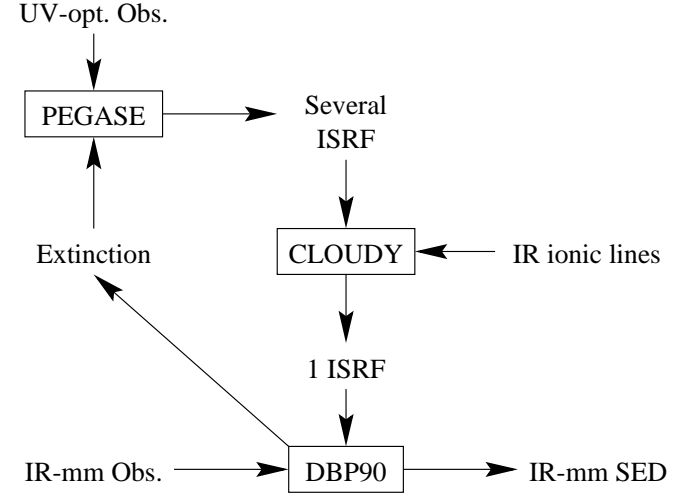 UV-opt. Obs.
PEGASE
Several
ISRF
Extinction
CLOUDY
IR ionic lines
1 ISRF
IR-mm Obs.
DBP90
IR-mm SED